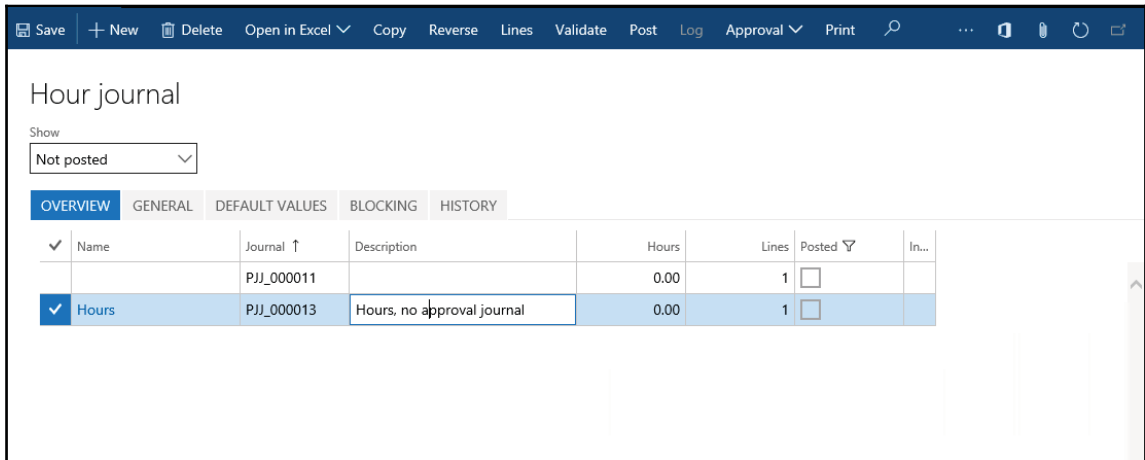 Save + New Delete Open in Excel Copy Reverse Lines Validate Post Log Approval Print ...
Hour journal
Show
Not posted
OVERVIEW GENERAL DEFAULT VALUES BLOCKING HISTORY
Name Journal ↑ Description Hours Lines Posted In...
PJJ_000011 0.00 1
Hours PJJ_000013 Hours, no approval journal 0.00 1